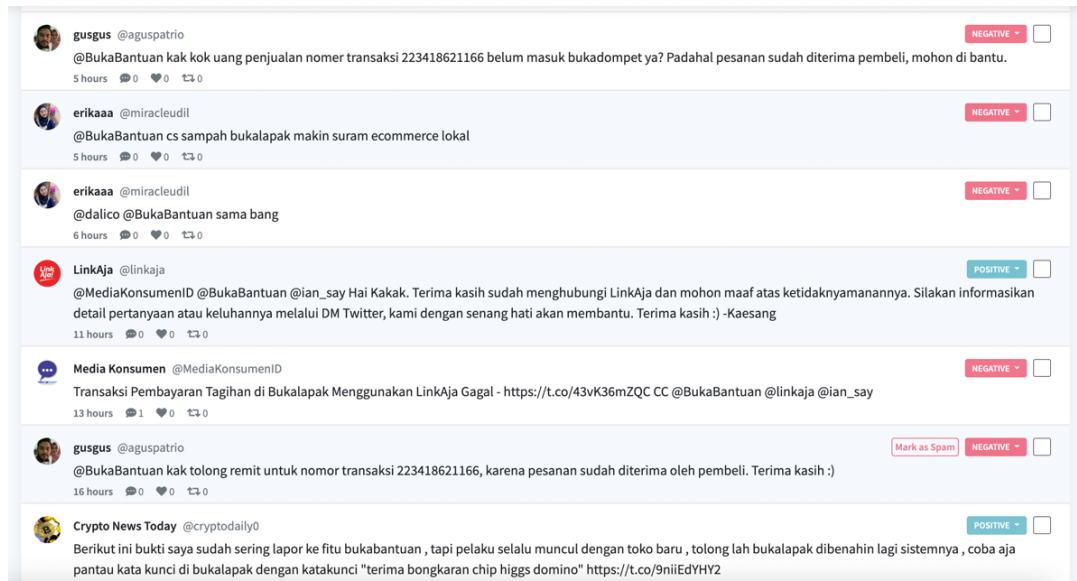 gusgus @aguspatrio NEGATIVE
@BukaBantuan kak kok uang penjualan nomer transaksi 223418621166 belum masuk bukadompet ya? Padahal pesanan sudah diterima pembeli, mohon di bantu.
5 hours 0 0 0
erikaaa @miracleudil NEGATIVE
@BukaBantuan cs sampah bukalapak makin suram ecommerce lokal
5 hours 0 0 0
erikaaa @miracleudil NEGATIVE
@dalico @BukaBantuan sama bang
6 hours 0 0 0
LinkAja!
LinkAja @linkaja POSITIVE
@MediaKonsumenID @BukaBantuan @ian_say Hai Kakak. Terima kasih sudah menghubungi LinkAja dan mohon maaf atas ketidaknyamanannya. Silakan informasikan
detail pertanyaan atau keluhannya melalui DM Twitter, kami dengan senang hati akan membantu. Terima kasih :) -Kaesang
11 hours 0 0 0
Media Konsumen @MediaKonsumenID NEGATIVE
Transaksi Pembayaran Tagihan di Bukalapak Menggunakan LinkAja Gagal - https://t.co/43vK36mZQC CC @BukaBantuan @linkaja @ian_say
13 hours 1 0 0
gusgus @aguspatrio Mark as Spam NEGATIVE
@BukaBantuan kak tolong remit untuk nomor transaksi 223418621166, karena pesanan sudah diterima oleh pembeli. Terima kasih :)
16 hours 0 0 0
Crypto News Today @cryptodaily0 POSITIVE
Berikut ini bukti saya sudah sering lapor ke fitu bukabantuan , tapi pelaku selalu muncul dengan toko baru , tolong lah bukalapak dibenahin lagi sistemnya , coba aja
pantau kata kunci di bukalapak dengan katakunci "terima bongkaran chip higgs domino" https://t.co/9niiEdYHY2